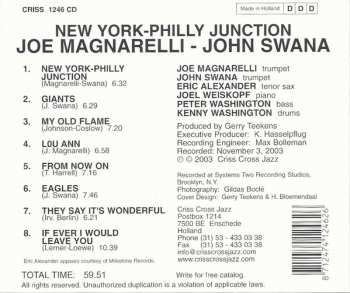 CRISS 1246 CD
Made in Holland
D D D
NEW YORK-PHILLY JUNCTION
JOE MAGNARELLI - JOHN SWANA
1. NEW YORK-PHILLY
JUNCTION
(Magnarelli-Swana) 6.32
2. GIANTS
(J. Swana) 6.29
3. MY OLD FLAME
(Johnson-Coslow) 7.20
4. LOU ANN
(J. Magnarelli) 6.58
5. FROM NOW ON
(T. Harrell) 7.16
6. EAGLES
(J. Swana) 7.46
7. THEY SAY IT'S WONDERFUL
(Irv. Berlin) 6.21
8. IF EVER I WOULD
LEAVE YOU
(Lerner-Loewe) 10.39
Eric Alexander appears courtesy of Milestone Records.
TOTAL TIME: 59.51
JOE MAGNARELLI trumpet
JOHN SWANA trumpet
ERIC ALEXANDER tenor sax
JOEL WEISKOPF piano
PETER WASHINGTON bass
KENNY WASHINGTON drums
Produced by Gerry Teekens
Executive Producer: K. Hasselpflug
Recording Engineer: Max Bolleman
Recorded: November 3, 2003
℗ © 2003 Criss Cross Jazz
Recorded at Systems Two Recording Studios,
Brooklyn, N.Y.
Photography: Gildas Boclé
Cover Design: Gerry Teekens & H. Bloemendaal
Criss Cross Jazz
Postbox 1214
7500 BE Enschede
Holland
Phone (31) 53 - 433 03 38
Fax (31) 53 - 433 03 38
info@crisscrossjazz.com
www.crisscrossjazz.com
Write for free catalog.
All rights reserved. Unauthorized duplication is a violation of applicable laws.
8 712474 124626